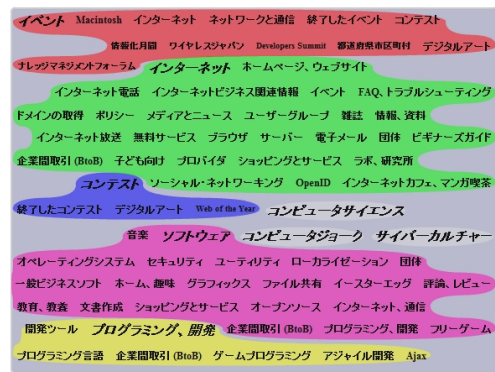 イベント Macintosh インターネット ネットワークと通信 終了したイベント コンテスト
情報化月間 ワイヤレスジャパン Developers Summit 都道府県市区町村 デジタルアート
ナレッジマネジメントフォーラム インターネット ホームページ、ウェブサイト
インターネット電話 インターネットビジネス関連情報 イベント FAQ、トラブルシューティング
ドメインの取得 ポリシー メディアとニュース ユーザーグループ 雑誌 情報、資料
インターネット放送 無料サービス ブラウザ サーバー 電子メール 団体 ビギナーズガイド
企業間取引 (BtoB) 子ども向け プロバイダ ショッピングとサービス ラボ、研究所
コンテスト ソーシャル・ネットワーキング OpenID インターネットカフェ、マンガ喫茶
終了したコンテスト デジタルアート Web of the Year コンピュータサイエンス
音楽 ソフトウェア コンピュータジョーク サイバーカルチャー
オペレーティングシステム セキュリティ ユーティリティ ローカライゼーション 団体
一般ビジネスソフト ホーム、趣味 グラフィックス ファイル共有 イースターエッグ 評論、レビュー
教育、教養 文書作成 ショッピングとサービス オープンソース インターネット、通信
開発ツール プログラミング、開発 企業間取引 (BtoB) プログラミング、開発 フリーゲーム
プログラミング言語 企業間取引 (BtoB) ゲームプログラミング アジャイル開発 Ajax